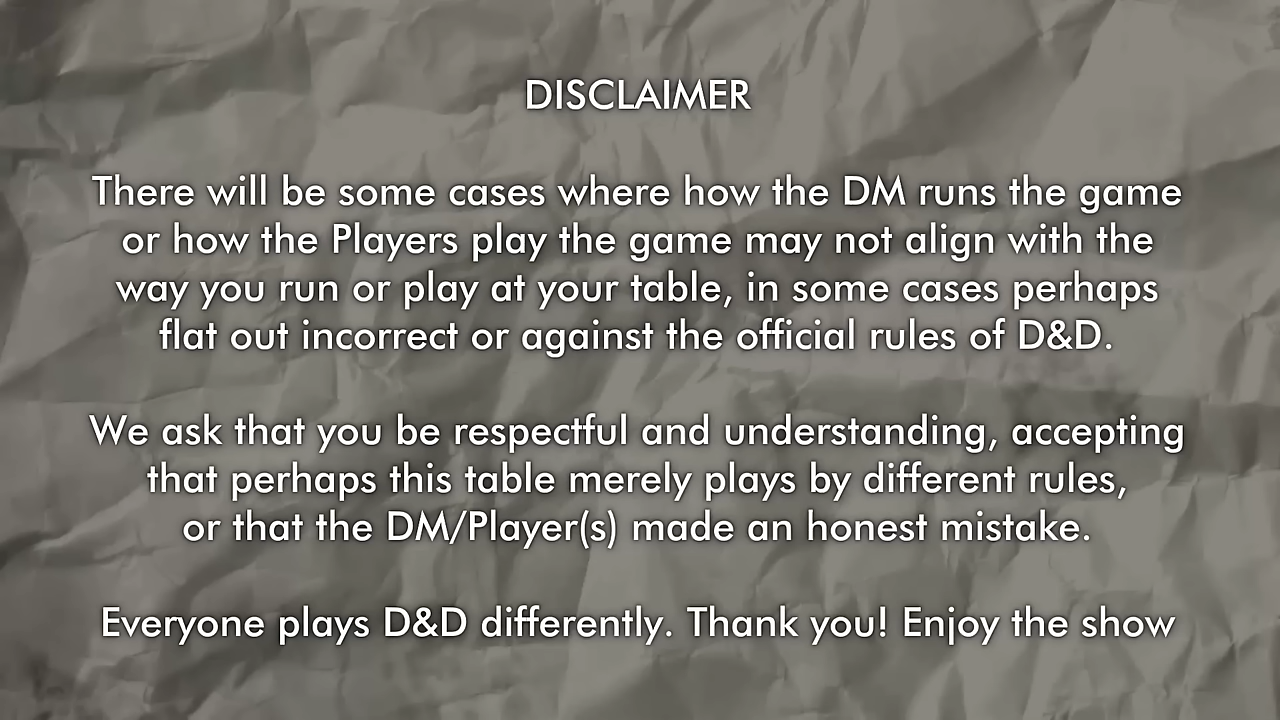 DISCLAIMER
There will be some cases where how the DM runs the game
or how the Players play the game may not align with the
way you run or play at your table, in some cases perhaps
flat out incorrect or against the official rules of D&D.
We ask that you be respectful and understanding, accepting
that perhaps this table merely plays by different rules,
or that the DM/Player(s) made an honest mistake.
Everyone plays D&D differently. Thank you! Enjoy the show